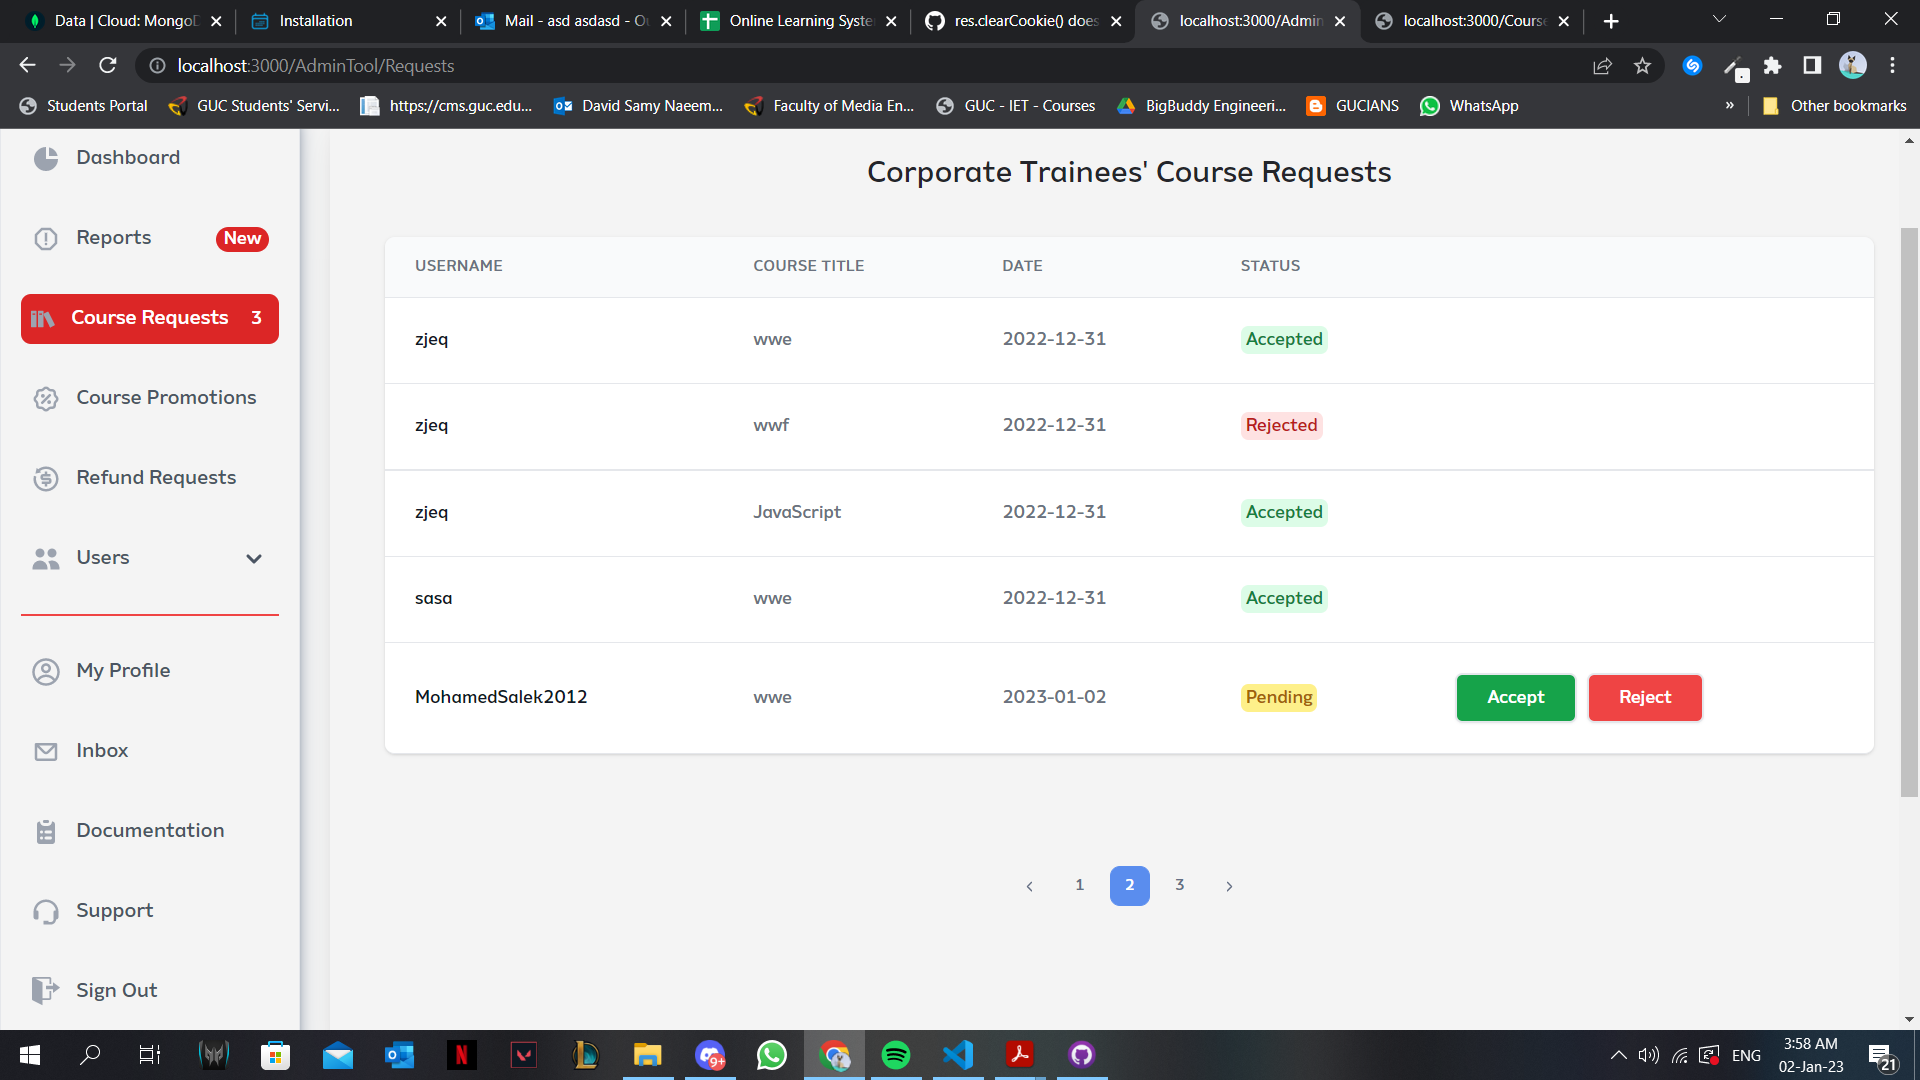 Data | Cloud: MongoD
Installation
Mail - asd asdasd - Ou
Online Learning Syste
res.clearCookie() does
localhost:3000/Admin
localhost:3000/Course
localhost:3000/AdminTool/Requests
Students Portal
GUC Students' Servi...
https://cms.guc.edu...
David Samy Naeem...
Faculty of Media En...
GUC - IET - Courses
BigBuddy Engineeri...
GUCIANS
WhatsApp
»
Other bookmarks
Dashboard
Reports New
Course Requests 3
Course Promotions
Refund Requests
Users
My Profile
Inbox
Documentation
Support
Sign Out
Corporate Trainees' Course Requests
USERNAME COURSE TITLE DATE STATUS
zjeq wwe 2022-12-31 Accepted
zjeq wwf 2022-12-31 Rejected
zjeq JavaScript 2022-12-31 Accepted
sasa wwe 2022-12-31 Accepted
MohamedSalek2012 wwe 2023-01-02 Pending Accept Reject
‹ 1 2 3 ›
9+
ENG
3:58 AM
02-Jan-23
21